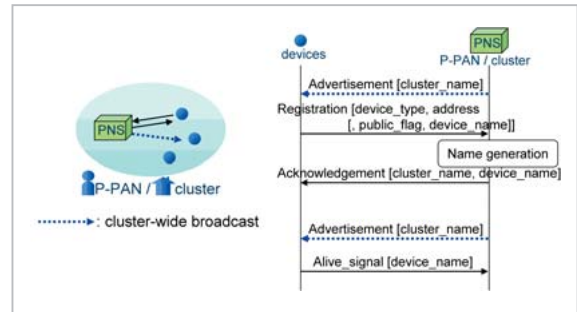 PNS
P-PAN / cluster
: cluster-wide broadcast
devices
PNS
P-PAN / cluster
Advertisement [cluster_name]
Registration [device_type, address
[, public_flag, device_name]]
Name generation
Acknowledgement [cluster_name, device_name]
Advertisement [cluster_name]
Alive_signal [device_name]